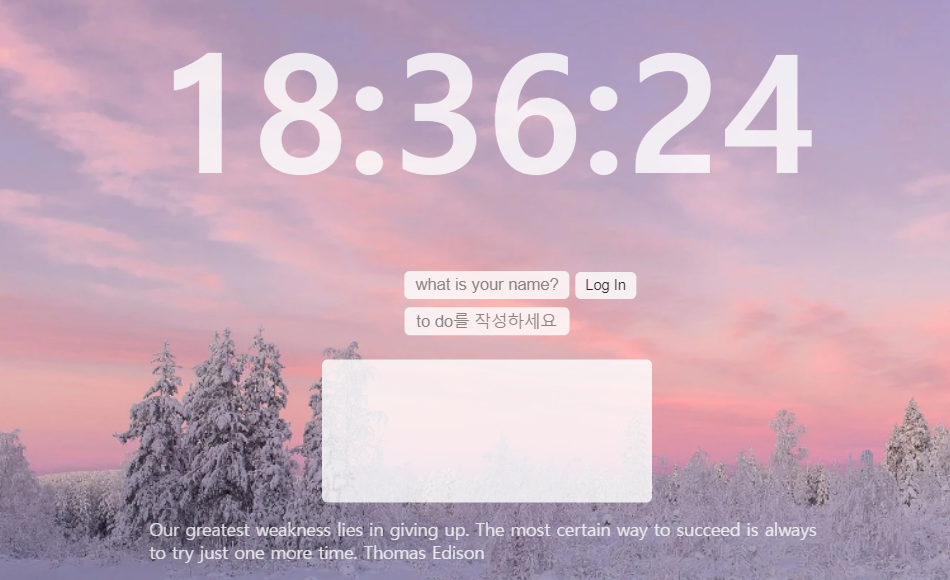 18:36:24
what is your name? Log In
to do를 작성하세요
Our greatest weakness lies in giving up. The most certain way to succeed is always
to try just one more time. Thomas Edison